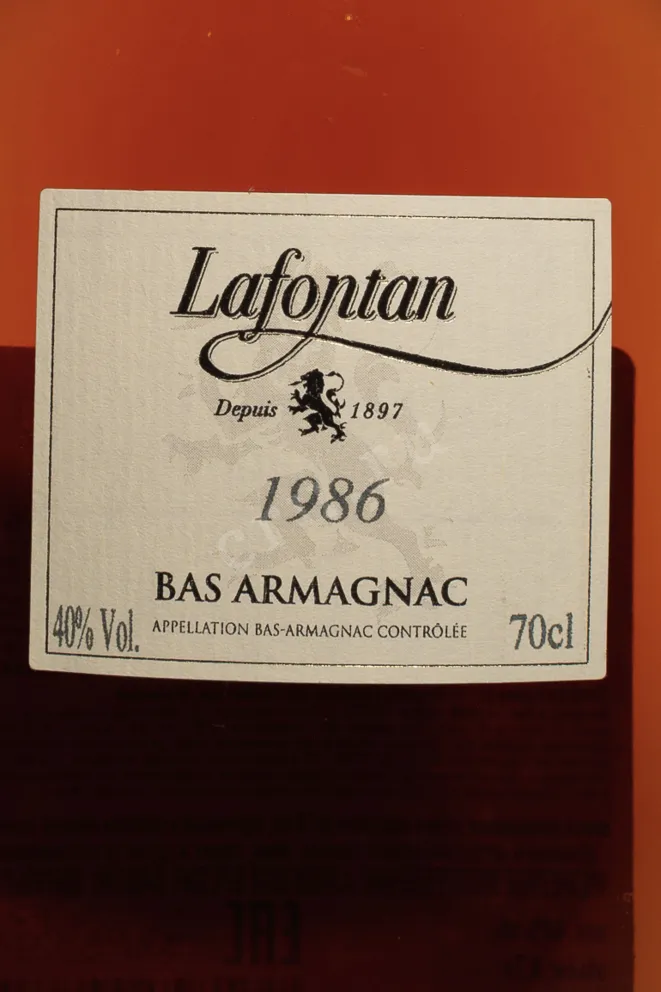 Lafontan
Depuis 1897
1986
BAS ARMAGNAC
40% Vol. APPELLATION BAS-ARMAGNAC CONTRÔLÉE 70cl